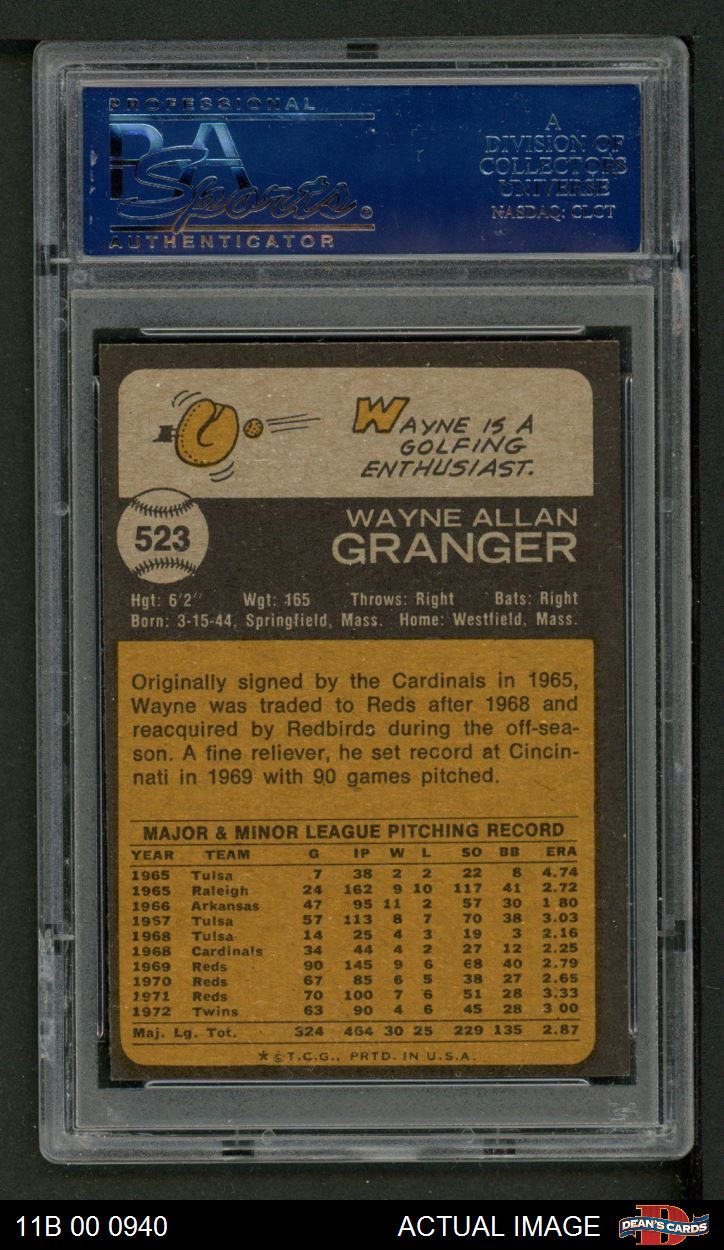 PROFESSIONAL
PSA
Sports®
AUTHENTICATOR
A
DIVISION OF
COLLECTORS
UNIVERSE
NASDAQ: CLCT
WAYNE IS A
GOLFING
ENTHUSIAST.
523
WAYNE ALLAN
GRANGER
Hgt: 6'2" Wgt: 165 Throws: Right Bats: Right
Born: 3-15-44, Springfield, Mass. Home: Westfield, Mass.
Originally signed by the Cardinals in 1965,
Wayne was traded to Reds after 1968 and
reacquired by Redbirds during the off-sea-
son. A fine reliever, he set record at Cincin-
nati in 1969 with 90 games pitched.
MAJOR & MINOR LEAGUE PITCHING RECORD
YEAR TEAM G IP W L SO BB ERA
1965 Tulsa 7 38 2 2 22 8 4.74
1965 Raleigh 24 162 9 10 117 41 2.72
1966 Arkansas 47 95 11 2 57 30 1.80
1967 Tulsa 57 113 8 7 70 38 3.03
1968 Tulsa 14 25 4 3 19 3 2.16
1968 Cardinals 34 44 4 2 27 12 2.25
1969 Reds 90 145 9 6 68 40 2.79
1970 Reds 67 85 6 5 38 27 2.65
1971 Reds 70 100 7 6 51 28 3.33
1972 Twins 63 90 4 6 45 28 3.00
Maj. Lg. Tot. 324 464 30 25 229 135 2.87
*©T.C.G., PRTD. IN U.S.A.
11B 00 0940 ACTUAL IMAGE DEAN'S CARDS